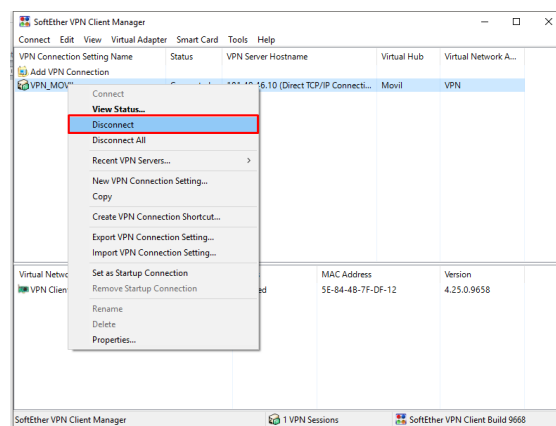 SoftEther VPN Client Manager
Connect Edit View Virtual Adapter Smart Card Tools Help
VPN Connection Setting Name Status VPN Server Hostname Virtual Hub Virtual Network A...
Add VPN Connection
(Direct TCP/IP Connecti... Movil VPN
Connect
View Status...
Disconnect
Disconnect All
Recent VPN Servers...
New VPN Connection Setting...
Copy
Create VPN Connection Shortcut...
Export VPN Connection Setting...
Import VPN Connection Setting...
Set as Startup Connection
Remove Startup Connection
Rename
Delete
Properties...
Virtual Netwo MAC Address Version
VPN Clien ed 5E-84-4B-7F-DF-12 4.25.0.9658
SoftEther VPN Client Manager 1 VPN Sessions SoftEther VPN Client Build 9668